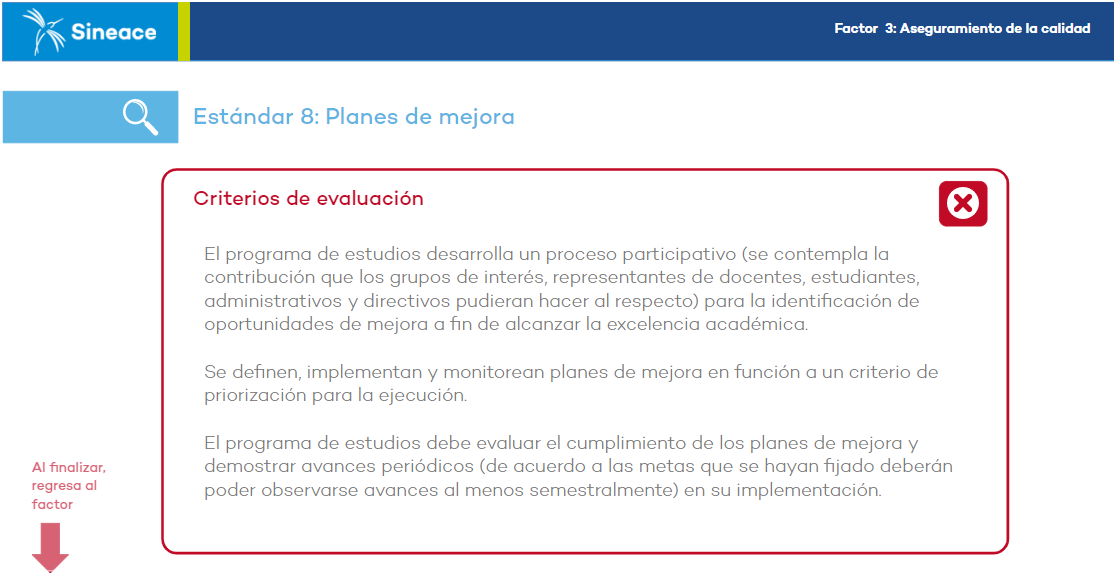 Sineace
Factor 3: Aseguramiento de la calidad
Estándar 8: Planes de mejora
Criterios de evaluación
El programa de estudios desarrolla un proceso participativo (se contempla la
contribución que los grupos de interés, representantes de docentes, estudiantes,
administrativos y directivos pudieran hacer al respecto) para la identificación de
oportunidades de mejora a fin de alcanzar la excelencia académica.
Se definen, implementan y monitorean planes de mejora en función a un criterio de
priorización para la ejecución.
El programa de estudios debe evaluar el cumplimiento de los planes de mejora y
demostrar avances periódicos (de acuerdo a las metas que se hayan fijado deberán
poder observarse avances al menos semestralmente) en su implementación.
Al finalizar,
regresa al
factor